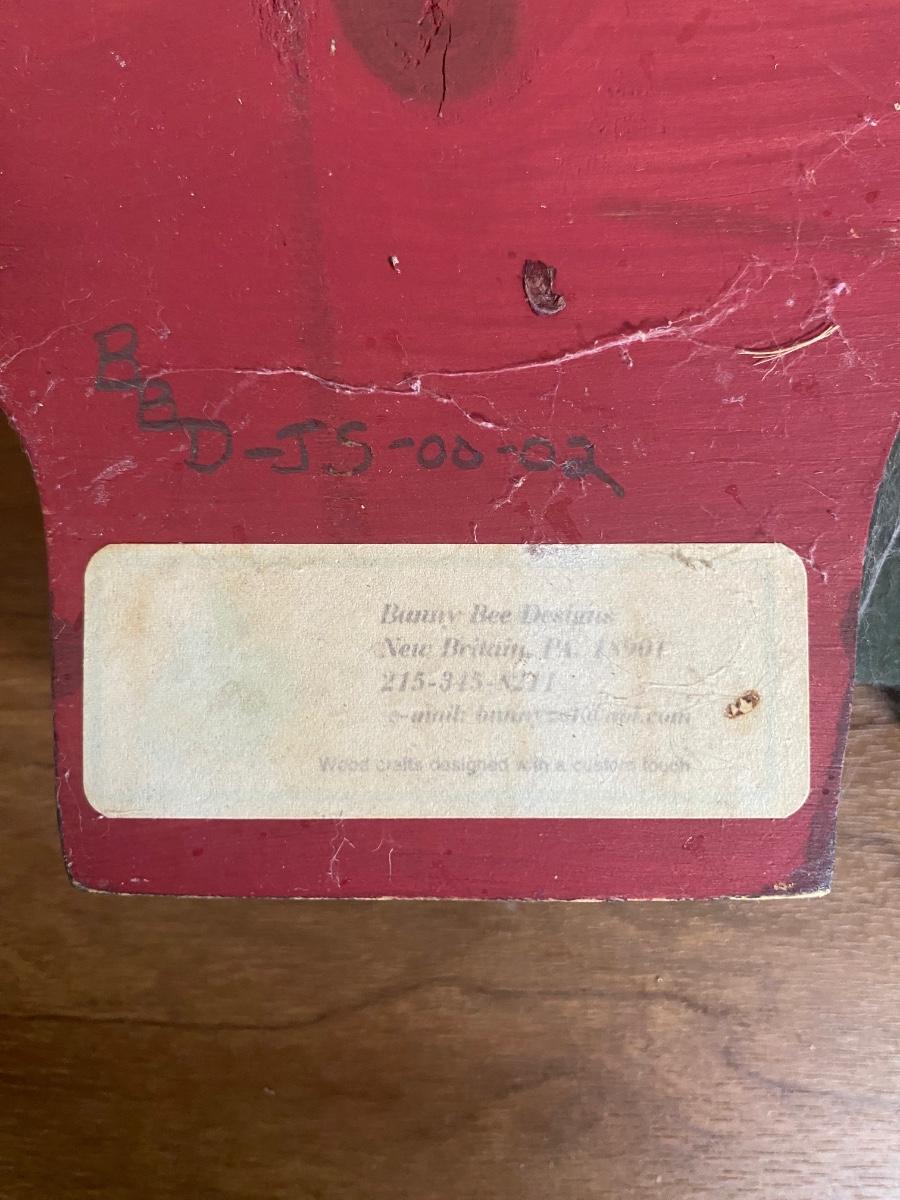 BBD-JS-00-02
Bunny Bee Designs
New Britain, PA. 18901
215-345-8211
e-mail:
Wood crafts designed with a custom touch